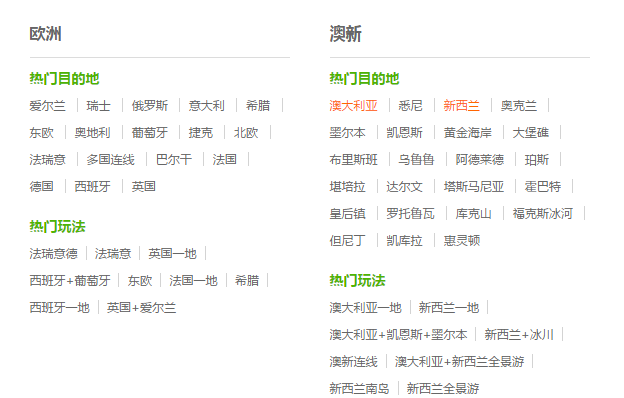 欧洲
热门目的地
爱尔兰 | 瑞士 | 俄罗斯 | 意大利 | 希腊 |
东欧 | 奥地利 | 葡萄牙 | 捷克 | 北欧 |
法瑞意 | 多国连线 | 巴尔干 | 法国 |
德国 | 西班牙 | 英国
热门玩法
法瑞意德 | 法瑞意 | 英国一地 |
西班牙+葡萄牙 | 东欧 | 法国一地 | 希腊 |
西班牙一地 | 英国+爱尔兰
澳新
热门目的地
澳大利亚 | 悉尼 | 新西兰 | 奥克兰 |
墨尔本 | 凯恩斯 | 黄金海岸 | 大堡礁 |
布里斯班 | 乌鲁鲁 | 阿德莱德 | 珀斯 |
堪培拉 | 达尔文 | 塔斯马尼亚 | 霍巴特 |
皇后镇 | 罗托鲁瓦 | 库克山 | 福克斯冰河 |
但尼丁 | 凯库拉 | 惠灵顿
热门玩法
澳大利亚一地 | 新西兰一地 |
澳大利亚+凯恩斯+墨尔本 | 新西兰+冰川 |
澳新连线 | 澳大利亚+新西兰全景游 |
新西兰南岛 | 新西兰全景游